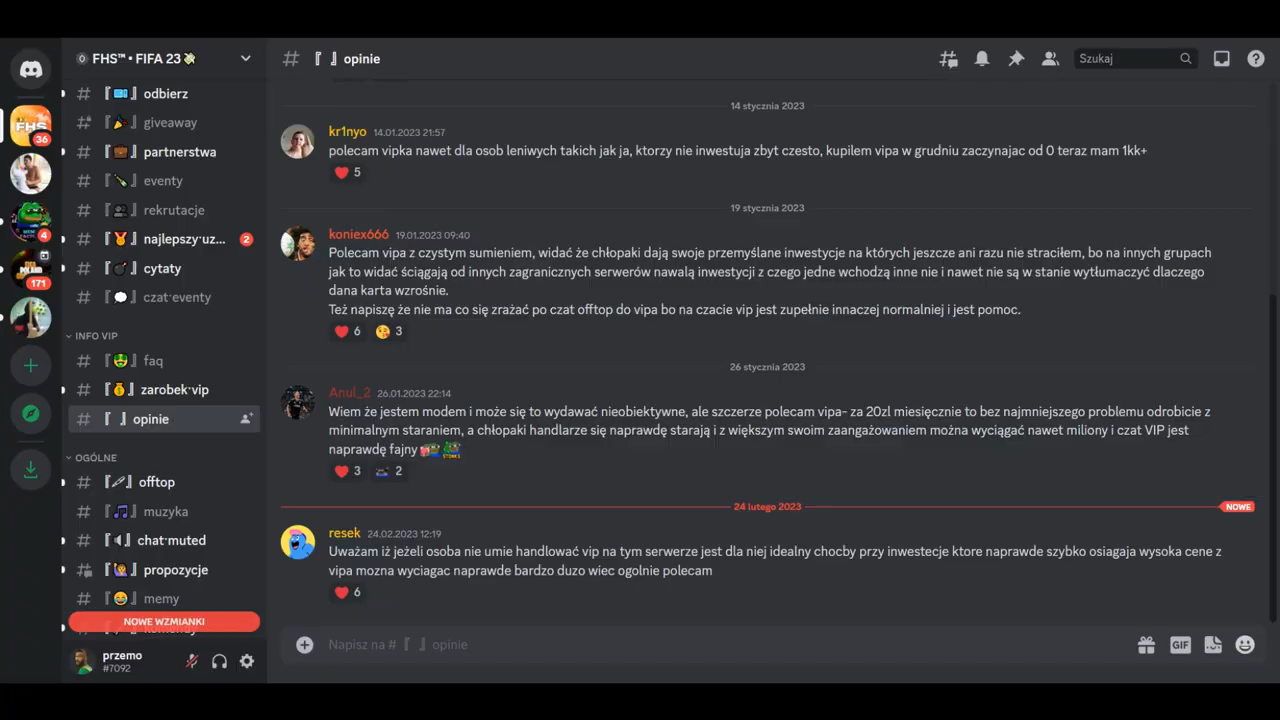 FHS™ • FIFA 23
『 』 opinie
Szukaj
FHS
36
4
POLAND
171
『 』 odbierz
『 』 giveaway
『 』 partnerstwa
『 』 eventy
『 』 rekrutacje
『 』 najlepszy·uz...
2
『 』 cytaty
『 』 czat·eventy
INFO VIP
『 』 faq
『 』 zarobek·vip
『 』 opinie
OGÓLNE
『 』 offtop
『 』 muzyka
『 』 chat·muted
『 』 propozycje
『 』 memy
NOWE WZMIANKI
przemo
#7092
14 stycznia 2023
kr1nyo 14.01.2023 21:57
polecam vipka nawet dla osob leniwych takich jak ja, ktorzy nie inwestuja zbyt czesto, kupilem vipa w grudniu zaczynajac od 0 teraz mam 1kk+
5
19 stycznia 2023
koniex666 19.01.2023 09:40
Polecam vipa z czystym sumieniem, widać że chłopaki dają swoje przemyślane inwestycje na których jeszcze ani razu nie straciłem, bo na innych grupach
jak to widać ściągają od innych zagranicznych serwerów nawalą inwestycji z czego jedne wchodzą inne nie i nawet nie są w stanie wytłumaczyć dlaczego
dana karta wzrośnie.
Też napiszę że nie ma co się zrażać po czat offtop do vipa bo na czacie vip jest zupełnie innaczej normalniej i jest pomoc.
6 3
26 stycznia 2023
Anul_2 26.01.2023 22:14
Wiem że jestem modem i może się to wydawać nieobiektywne, ale szczerze polecam vipa- za 20zl miesięcznie to bez najmniejszego problemu odrobicie z
minimalnym staraniem, a chłopaki handlarze się naprawdę starają i z większym swoim zaangażowaniem można wyciągać nawet miliony i czat VIP jest
naprawdę fajny
3 2
24 lutego 2023
NOWE
resek 24.02.2023 12:19
Uważam iż jeżeli osoba nie umie handlować vip na tym serwerze jest dla niej idealny chocby przy inwestecje ktore naprawde szybko osiagaja wysoka cene z
vipa mozna wyciagac naprawde bardzo duzo wiec ogolnie polecam
6
Napisz na # 『 』 opinie
GIF